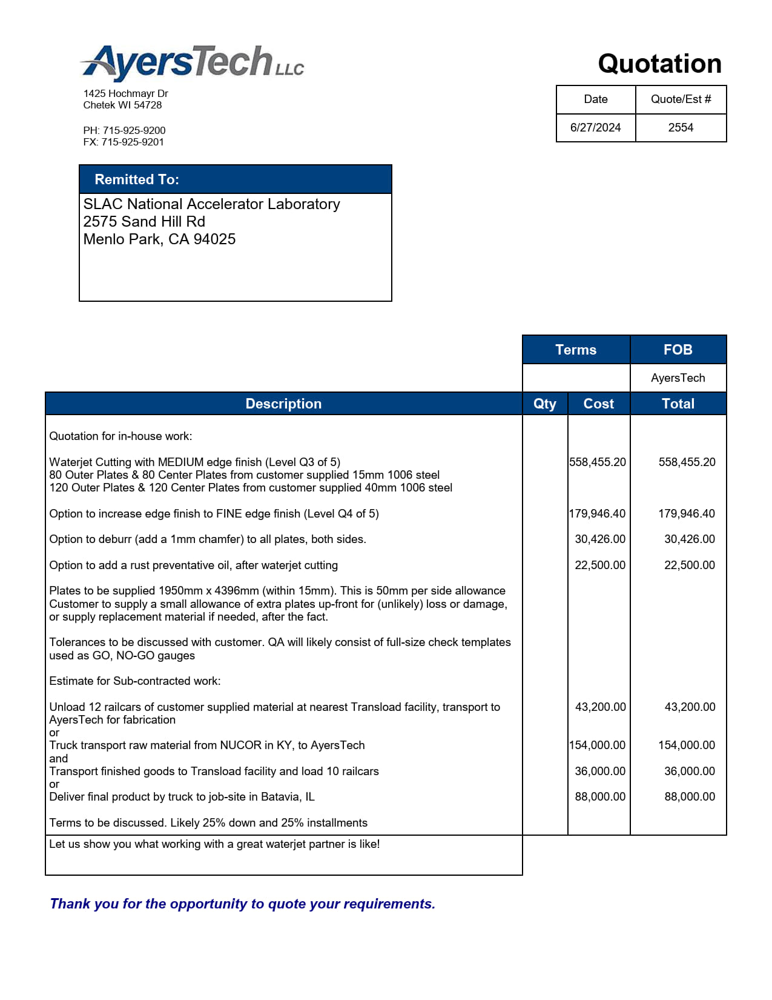 AyersTech LLC
Quotation
1425 Hochmayr Dr
Chetek WI 54728
PH: 715-925-9200
FX: 715-925-9201
Date Quote/Est #
6/27/2024 2554
Remitted To:
SLAC National Accelerator Laboratory
2575 Sand Hill Rd
Menlo Park, CA 94025
Terms FOB
AyersTech
Description Qty Cost Total
Quotation for in-house work:
Waterjet Cutting with MEDIUM edge finish (Level Q3 of 5) 558,455.20 558,455.20
80 Outer Plates & 80 Center Plates from customer supplied 15mm 1006 steel
120 Outer Plates & 120 Center Plates from customer supplied 40mm 1006 steel
Option to increase edge finish to FINE edge finish (Level Q4 of 5) 179,946.40 179,946.40
Option to deburr (add a 1mm chamfer) to all plates, both sides. 30,426.00 30,426.00
Option to add a rust preventative oil, after waterjet cutting 22,500.00 22,500.00
Plates to be supplied 1950mm x 4396mm (within 15mm). This is 50mm per side allowance
Customer to supply a small allowance of extra plates up-front for (unlikely) loss or damage,
or supply replacement material if needed, after the fact.
Tolerances to be discussed with customer. QA will likely consist of full-size check templates
used as GO, NO-GO gauges
Estimate for Sub-contracted work:
Unload 12 railcars of customer supplied material at nearest Transload facility, transport to 43,200.00 43,200.00
AyersTech for fabrication
or
Truck transport raw material from NUCOR in KY, to AyersTech 154,000.00 154,000.00
and
Transport finished goods to Transload facility and load 10 railcars 36,000.00 36,000.00
or
Deliver final product by truck to job-site in Batavia, IL 88,000.00 88,000.00
Terms to be discussed. Likely 25% down and 25% installments
Let us show you what working with a great waterjet partner is like!
Thank you for the opportunity to quote your requirements.